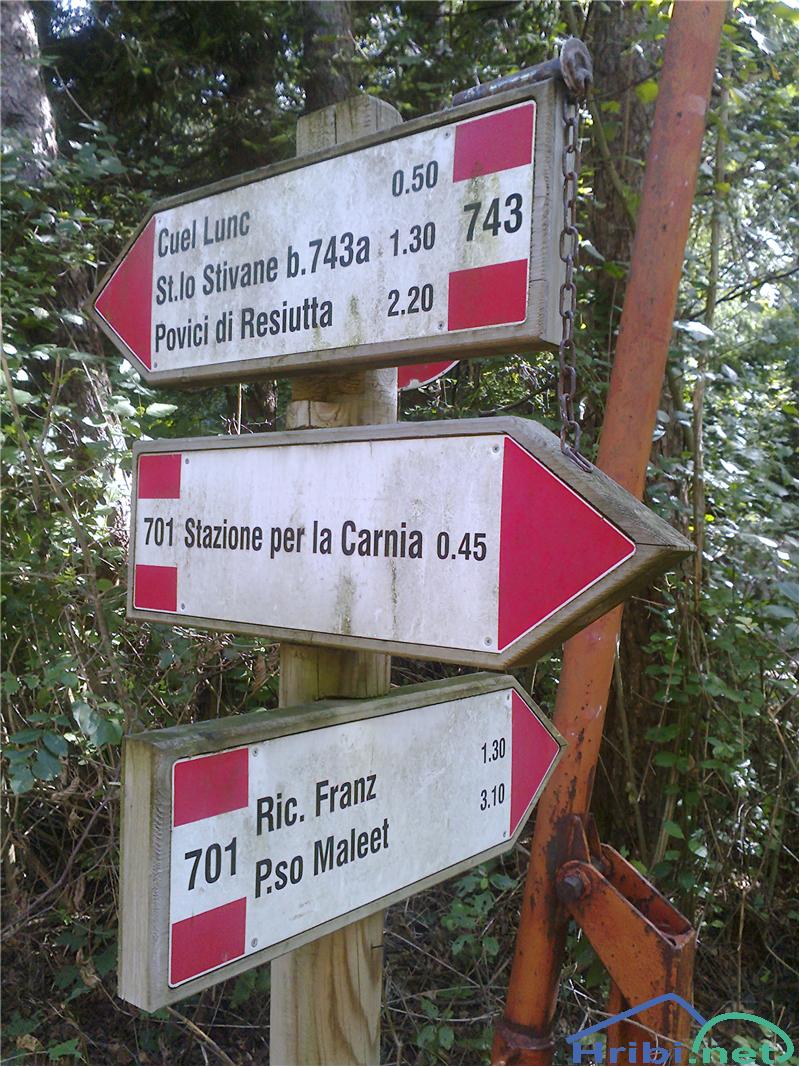 Cuel Lunc 0.50
St.lo Stivane b.743a 1.30 743
Povici di Resiutta 2.20
701 Stazione per la Carnia 0.45
Ric. Franz 1.30
701 P.so Maleet 3.10
Hribi.net